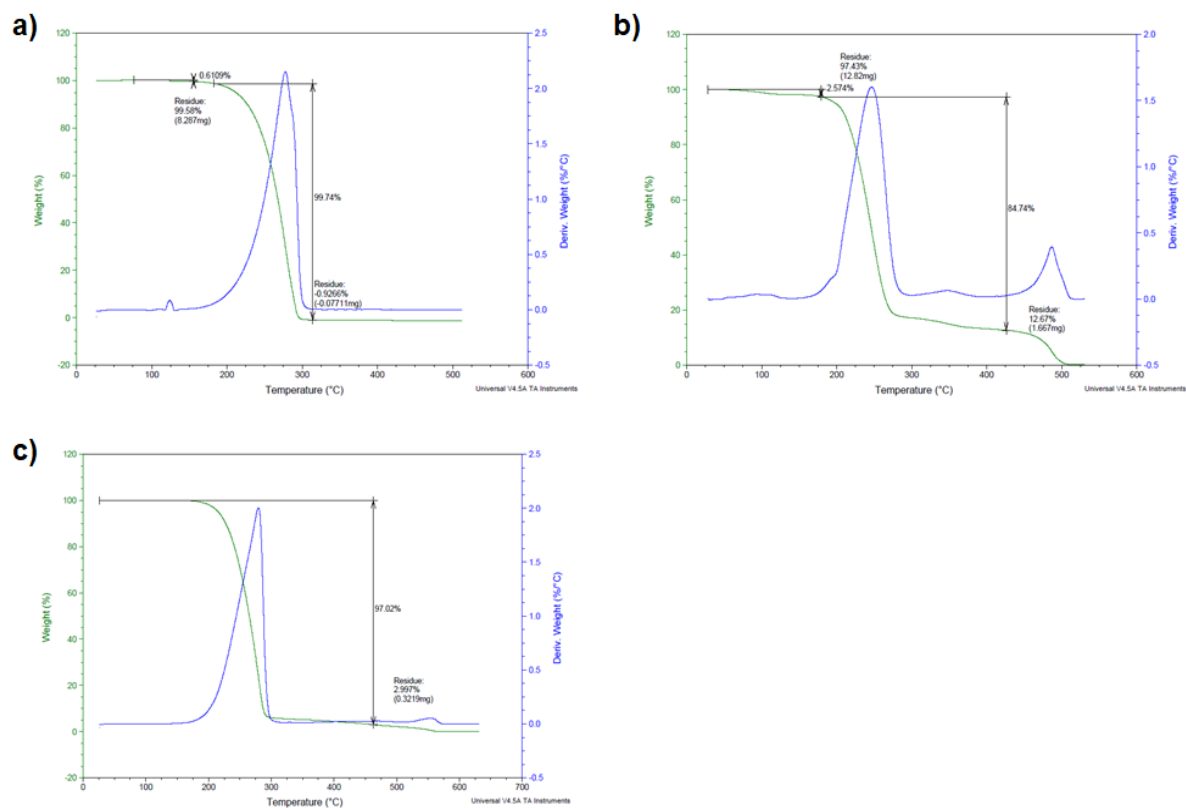 a)
120
100
80
60
40
20
0
-20
Weight (%)
0.6109%
Residue:
99.58%
(8.287mg)
99.74%
Residue:
-0.9266%
(-0.07711mg)
2.5
2.0
1.5
1.0
0.5
0.0
-0.5
Deriv. Weight (%/°C)
0 100 200 300 400 500 600
Temperature (°C)
Universal V4.5A TA Instruments
b)
120
100
80
60
40
20
0
Weight (%)
Residue:
97.43%
(12.82mg)
2.574%
84.74%
Residue:
12.67%
(1.667mg)
2.0
1.5
1.0
0.5
0.0
-0.5
Deriv. Weight (%/°C)
0 100 200 300 400 500 600
Temperature (°C)
Universal V4.5A TA Instruments
c)
120
100
80
60
40
20
0
-20
Weight (%)
97.02%
Residue:
2.997%
(0.3219mg)
2.5
2.0
1.5
1.0
0.5
0.0
-0.5
Deriv. Weight (%/°C)
0 100 200 300 400 500 600 700
Temperature (°C)
Universal V4.5A TA Instruments